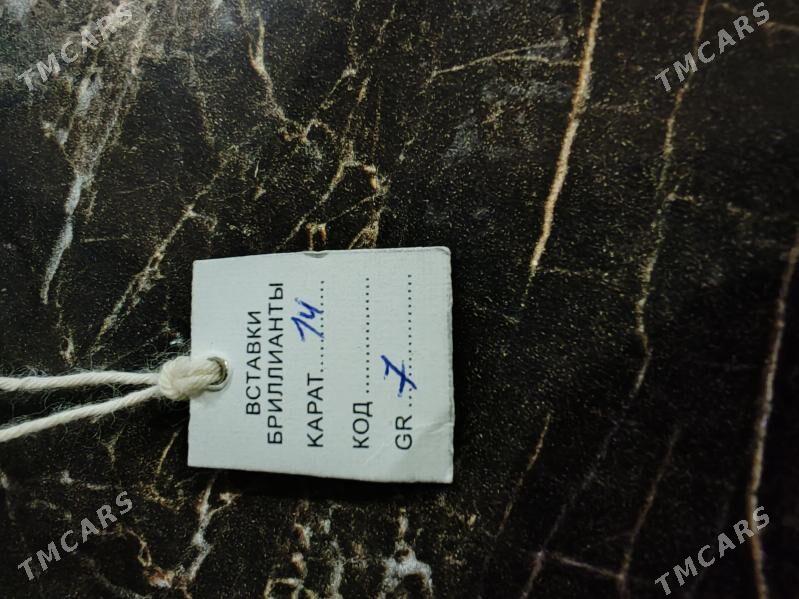 TMCARS
TMCARS
ВСТАВКИ
БРИЛЛИАНТЫ
КАРАТ....14....
КОД....................
GR....7..............
TMCARS
TMCARS